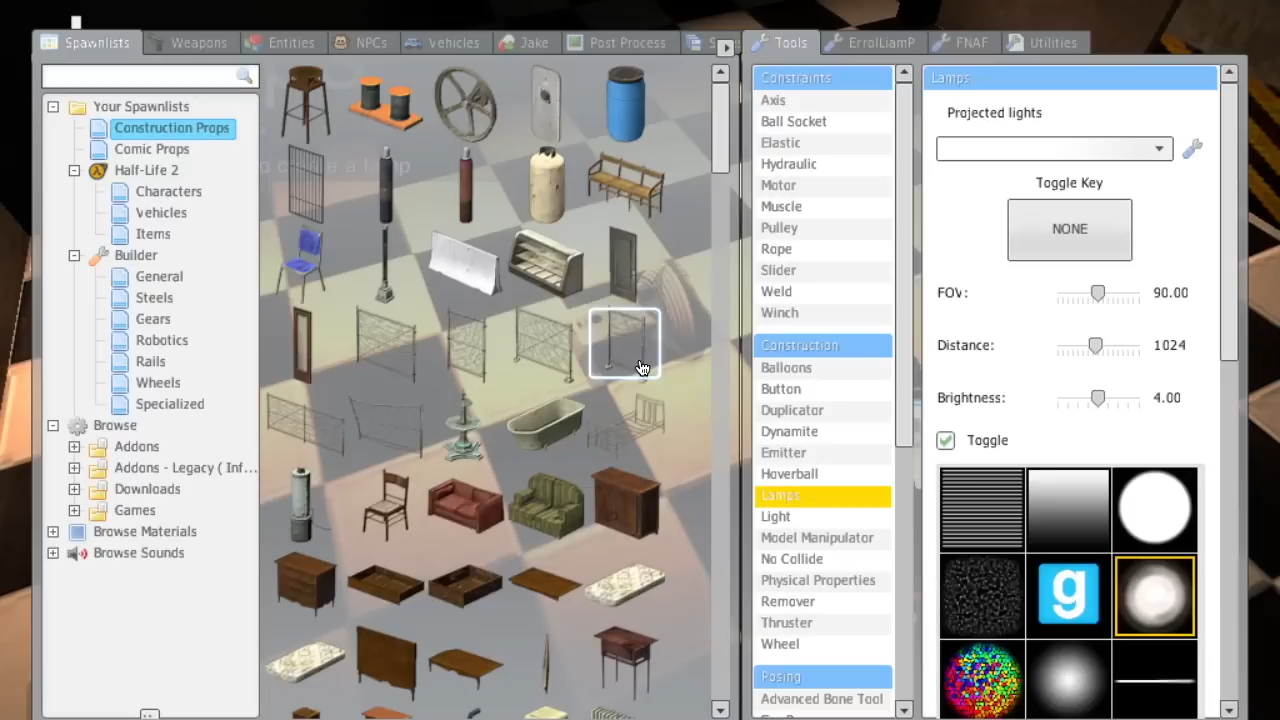 Spawnlists Weapons Entities NPCs Vehicles Jake Post Process
Tools ErrolLiamP FNAF Utilities
Your Spawnlists
Construction Props
Comic Props
Half-Life 2
Characters
Vehicles
Items
Builder
General
Steels
Gears
Robotics
Rails
Wheels
Specialized
Browse
Addons
Addons - Legacy ( Inf...
Downloads
Games
Browse Materials
Browse Sounds
create a lamp
Constraints
Axis
Ball Socket
Elastic
Hydraulic
Motor
Muscle
Pulley
Rope
Slider
Weld
Winch
Construction
Balloons
Button
Duplicator
Dynamite
Emitter
Hoverball
Lamps
Light
Model Manipulator
No Collide
Physical Properties
Remover
Thruster
Wheel
Posing
Advanced Bone Tool
Lamps
Projected lights
Toggle Key
NONE
FOV: 90.00
Distance: 1024
Brightness: 4.00
Toggle
g